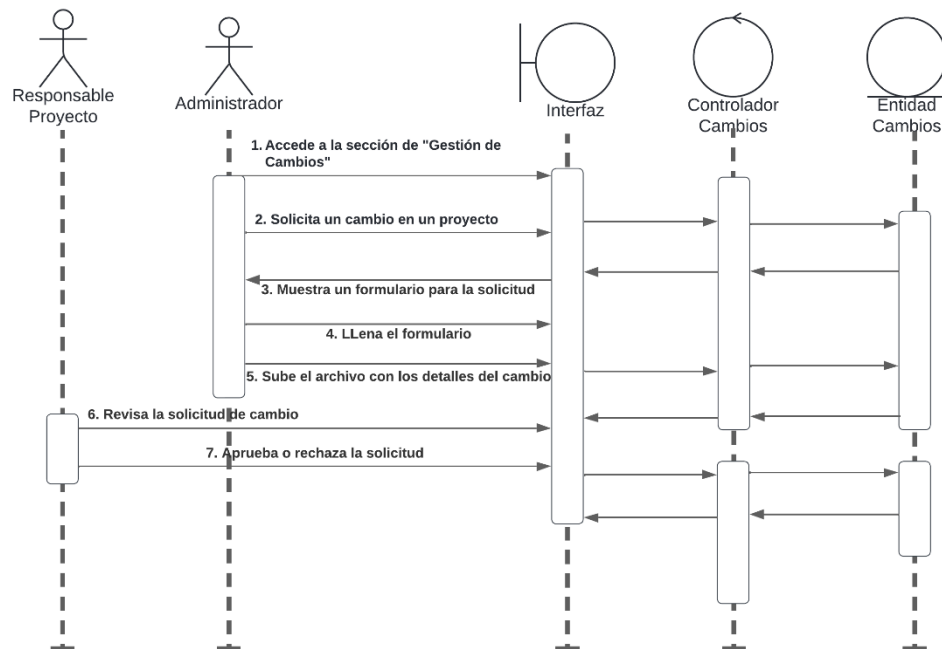 Responsable
Proyecto
Administrador
Interfaz
Controlador
Cambios
Entidad
Cambios
1. Accede a la sección de "Gestión de
Cambios"
2. Solicita un cambio en un proyecto
3. Muestra un formulario para la solicitud
4. LLena el formulario
5. Sube el archivo con los detalles del cambio
6. Revisa la solicitud de cambio
7. Aprueba o rechaza la solicitud